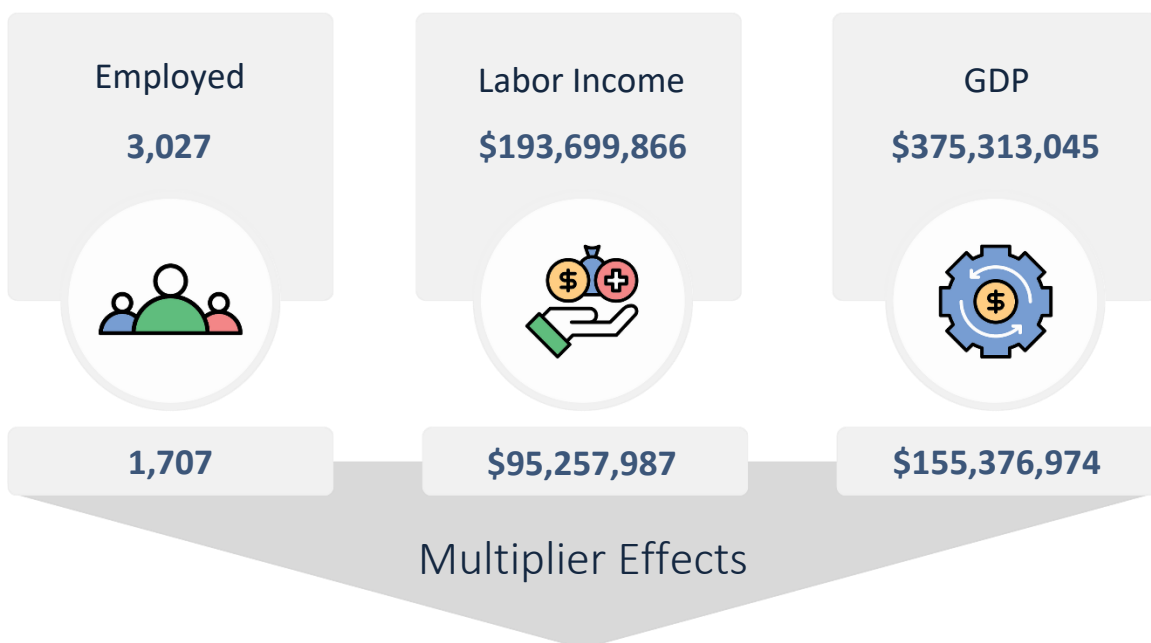 Employed
3,027
Labor Income
$193,699,866
GDP
$375,313,045
$
$
1,707
$95,257,987
$155,376,974
Multiplier Effects